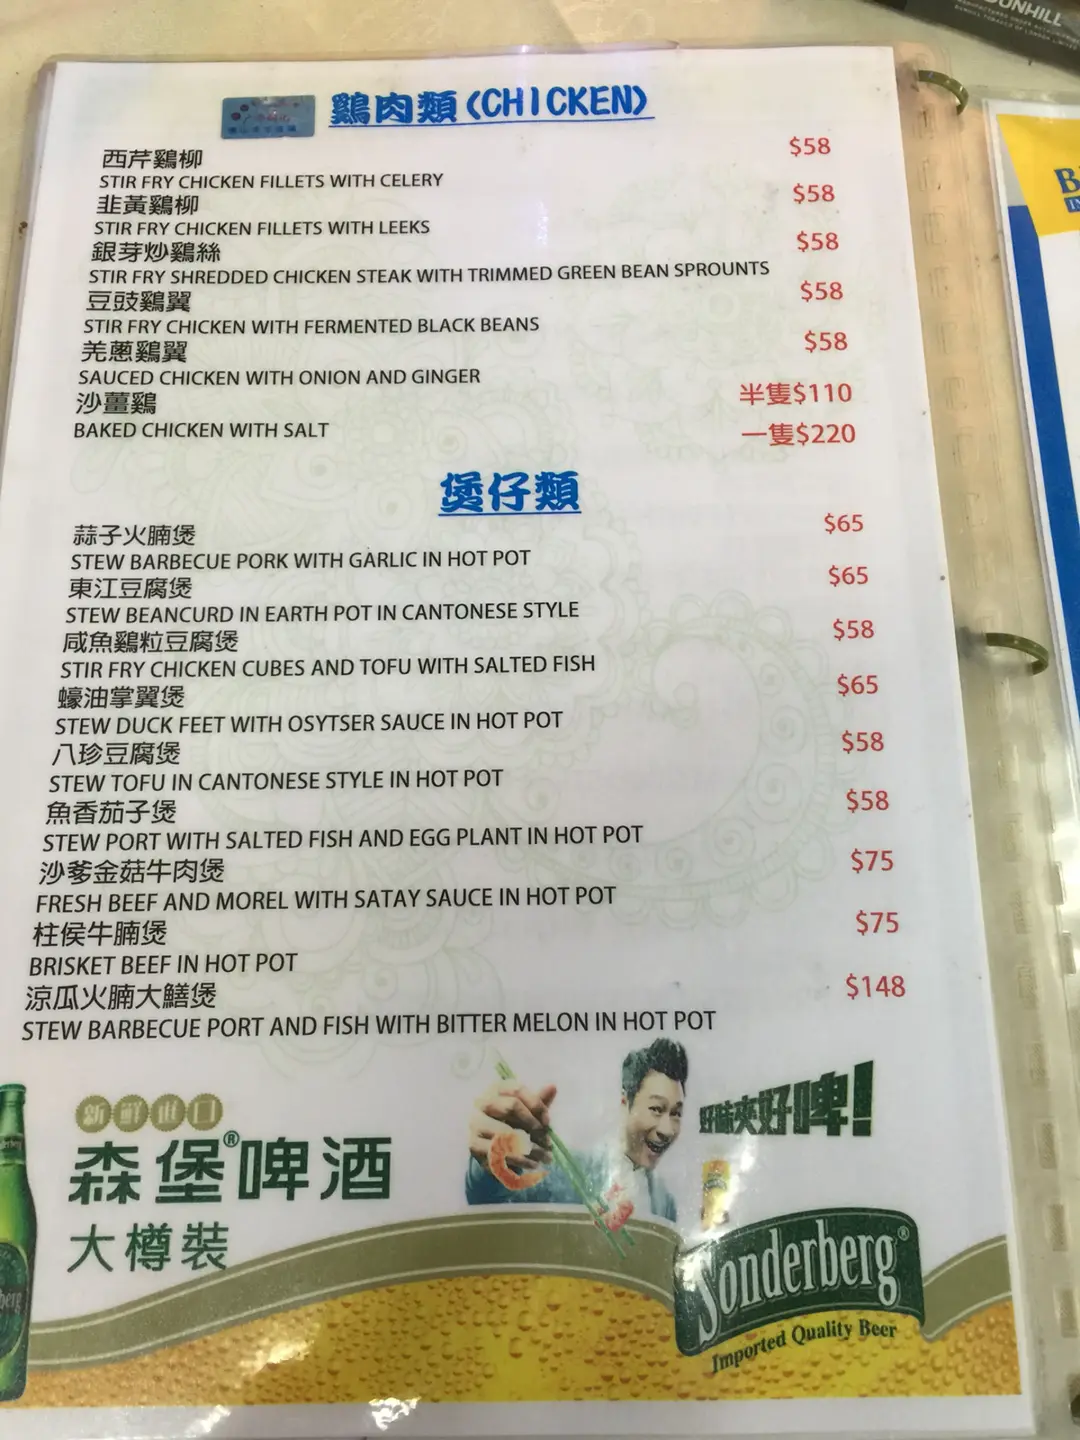 DUNHILL
鷄肉類(CHICKEN)
西芹鷄柳 $58
STIR FRY CHICKEN FILLETS WITH CELERY
韭黃鷄柳 $58
STIR FRY CHICKEN FILLETS WITH LEEKS
銀芽炒鷄絲 $58
STIR FRY SHREDDED CHICKEN STEAK WITH TRIMMED GREEN BEAN SPROUNTS
豆豉鷄翼 $58
STIR FRY CHICKEN WITH FERMENTED BLACK BEANS
羌蔥鷄翼 $58
SAUCED CHICKEN WITH ONION AND GINGER
沙薑鷄 半隻$110
BAKED CHICKEN WITH SALT 一隻$220
煲仔類
蒜子火腩煲 $65
STEW BARBECUE PORK WITH GARLIC IN HOT POT
東江豆腐煲 $65
STEW BEANCURD IN EARTH POT IN CANTONESE STYLE
咸魚鷄粒豆腐煲 $58
STIR FRY CHICKEN CUBES AND TOFU WITH SALTED FISH
蠔油掌翼煲 $65
STEW DUCK FEET WITH OSYTSER SAUCE IN HOT POT
八珍豆腐煲 $58
STEW TOFU IN CANTONESE STYLE IN HOT POT
魚香茄子煲 $58
STEW PORT WITH SALTED FISH AND EGG PLANT IN HOT POT
沙爹金菇牛肉煲 $75
FRESH BEEF AND MOREL WITH SATAY SAUCE IN HOT POT
柱侯牛腩煲 $75
BRISKET BEEF IN HOT POT
涼瓜火腩大鱔煲 $148
STEW BARBECUE PORT AND FISH WITH BITTER MELON IN HOT POT
好味夾好啤!
森堡®啤酒
大樽裝
Sonderberg®
Imported Quality Beer